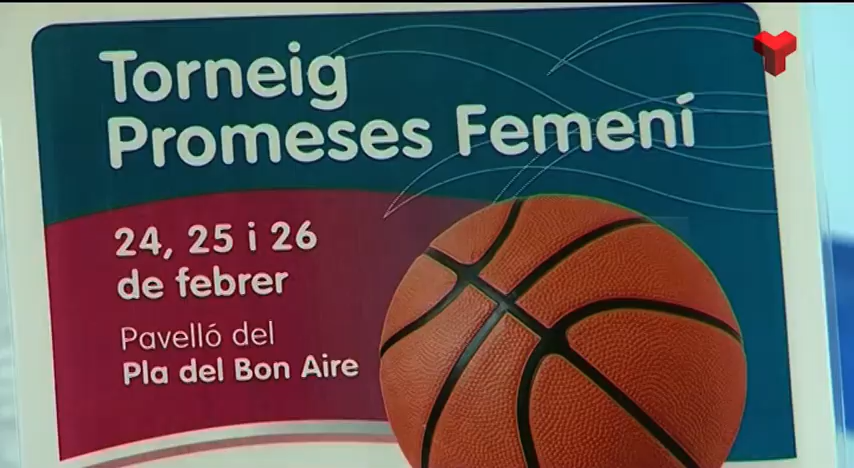 Torneig
Promeses Femení
24, 25 i 26
de febrer
Pavelló del
Pla del Bon Aire